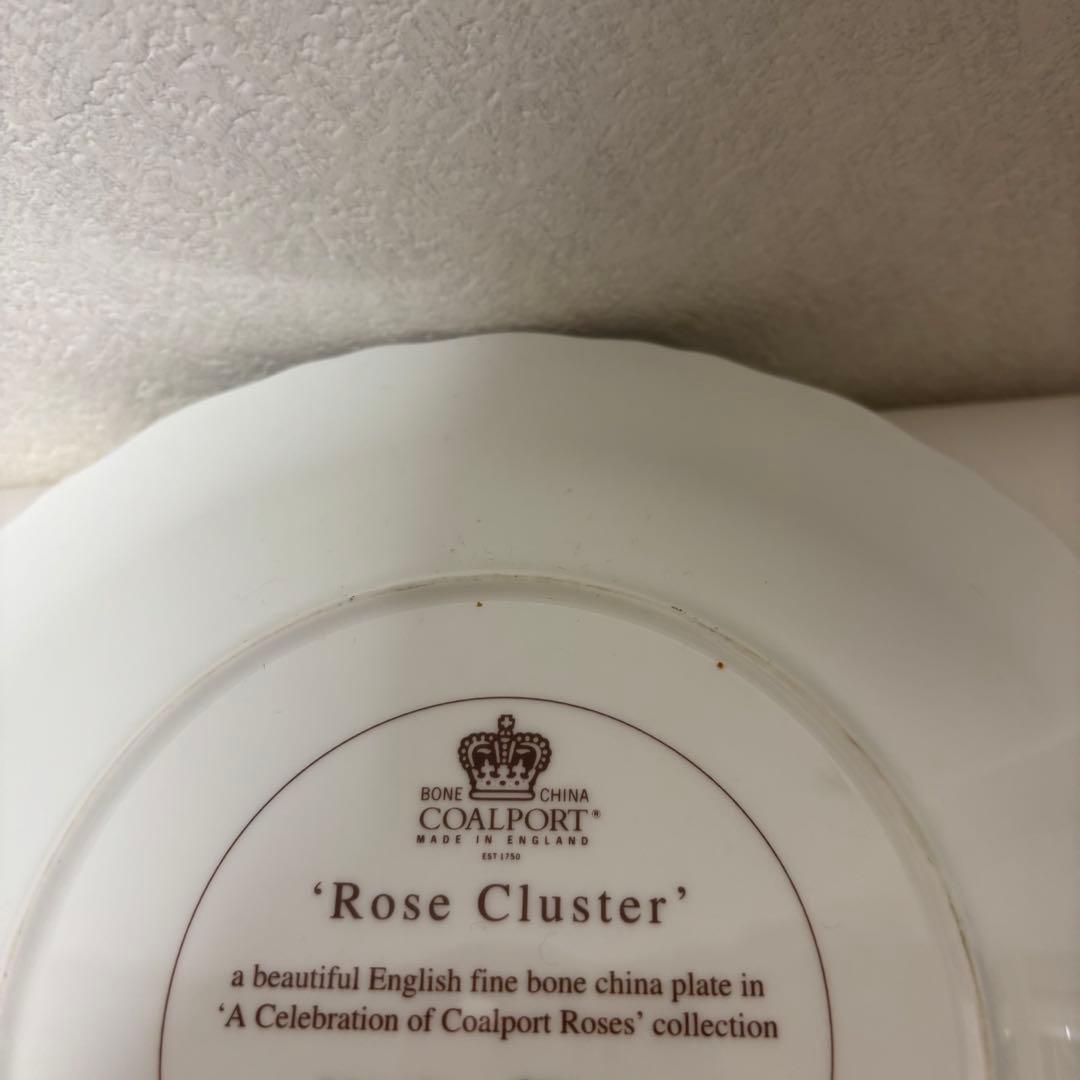 BONE CHINA
COALPORT®
MADE IN ENGLAND
EST 1750
‘Rose Cluster’
a beautiful English fine bone china plate in
‘A Celebration of Coalport Roses’ collection